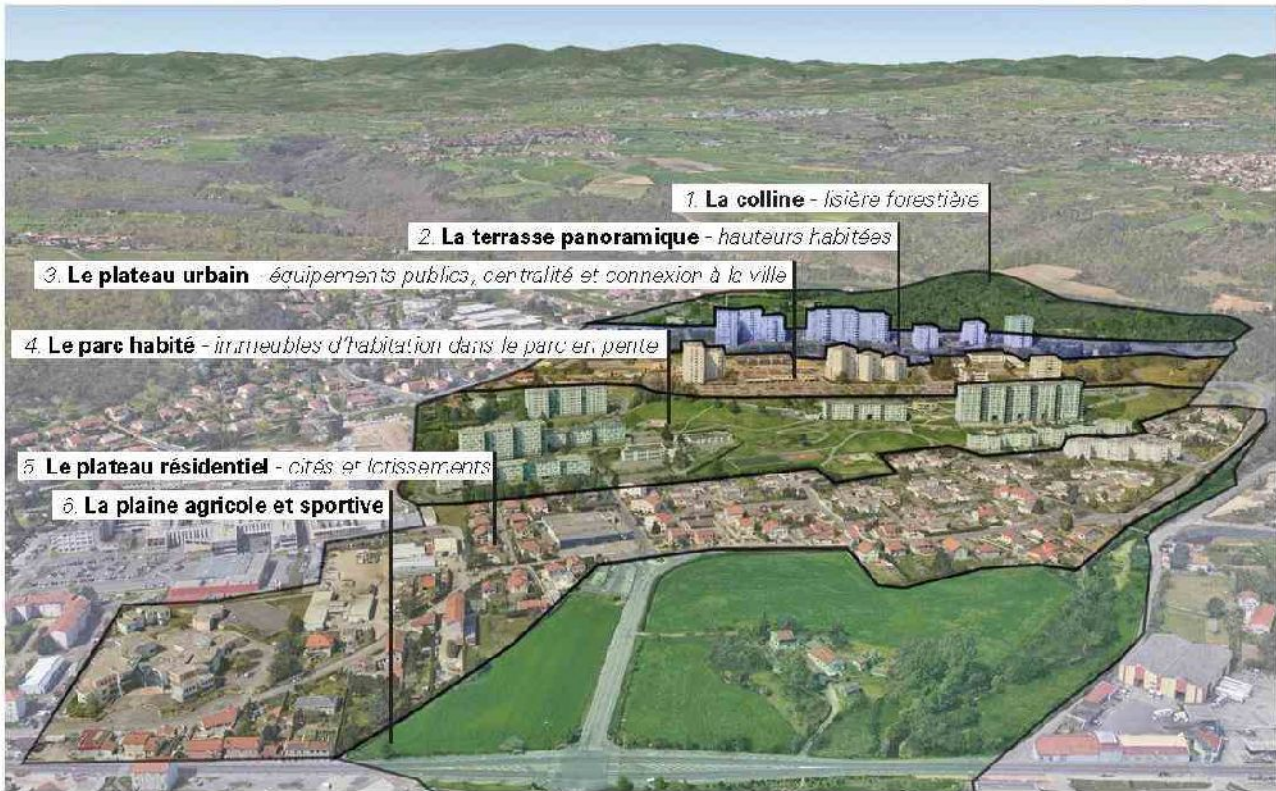 1. La colline - lisière forestière
2. La terrasse panoramique - hauteurs habitées
3. Le plateau urbain - équipements publics, centralité et connexion à la ville
4. Le parc habité - immeubles d'habitation dans le parc en pente
5. Le plateau résidentiel - cités et lotissements
6. La plaine agricole et sportive